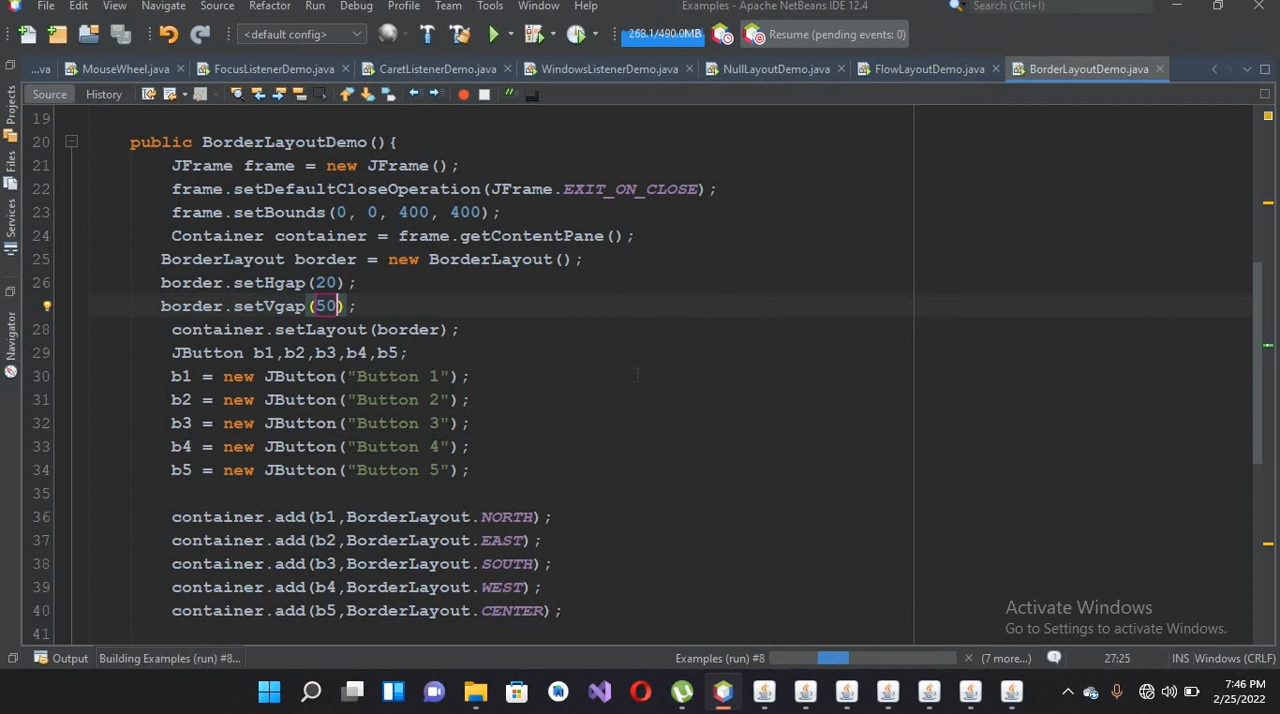 File Edit View Navigate Source Refactor Run Debug Profile Team Tools Window Help Examples - Apache NetBeans IDE 12.4 Search (Ctrl+I)
<default config> 268.1/490.0MB Resume (pending events: 0)
...va MouseWheel.java FocusListenerDemo.java CaretListenerDemo.java WindowsListenerDemo.java NullLayoutDemo.java FlowLayoutDemo.java BorderLayoutDemo.java
Source History
Projects
Files
Services
Navigator
19
20 public BorderLayoutDemo(){
21 JFrame frame = new JFrame();
22 frame.setDefaultCloseOperation(JFrame.EXIT_ON_CLOSE);
23 frame.setBounds(0, 0, 400, 400);
24 Container container = frame.getContentPane();
25 BorderLayout border = new BorderLayout();
26 border.setHgap(20);
border.setVgap(50);
28 container.setLayout(border);
29 JButton b1,b2,b3,b4,b5;
30 b1 = new JButton("Button 1");
31 b2 = new JButton("Button 2");
32 b3 = new JButton("Button 3");
33 b4 = new JButton("Button 4");
34 b5 = new JButton("Button 5");
35
36 container.add(b1,BorderLayout.NORTH);
37 container.add(b2,BorderLayout.EAST);
38 container.add(b3,BorderLayout.SOUTH);
39 container.add(b4,BorderLayout.WEST);
40 container.add(b5,BorderLayout.CENTER);
41
Activate Windows
Go to Settings to activate Windows.
Output Building Examples (run) #8... Examples (run) #8 (7 more...) 27:25 INS Windows (CRLF)
7:46 PM
2/25/2022